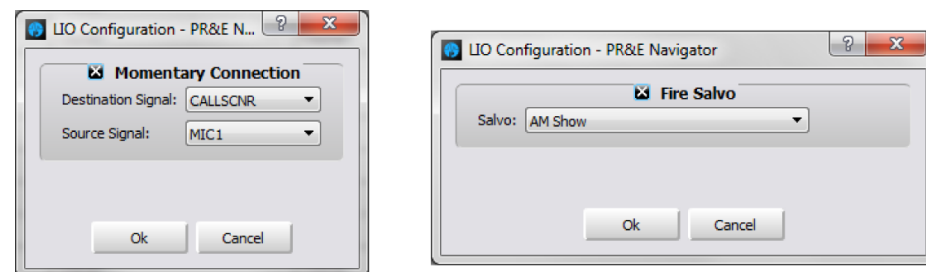 LIO Configuration - PR&E N... ?
Momentary Connection
Destination Signal: CALLSCNR
Source Signal: MIC1
Ok Cancel
LIO Configuration - PR&E Navigator ?
Fire Salvo
Salvo: AM Show
Ok Cancel